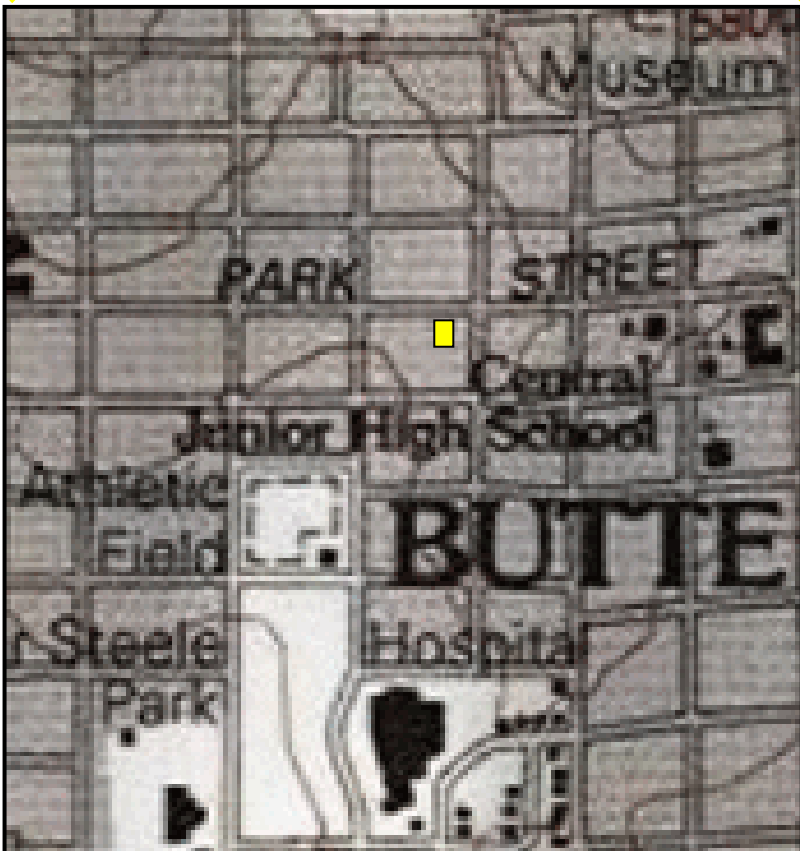 Museum
PARK STREET
Central
Junior High School
Athletic
Field
BUTTE
r Steele
Park
Hospital